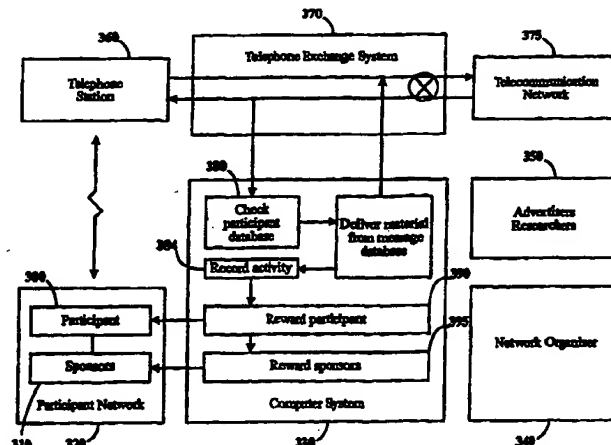 370
360
375
Telephone Exchange System
Telephone
Station
Telecommunication
Network
380
350
Check
participant
database
Deliver material
from message
database
Advertisers
Researchers
384
Record activity
300
390
Participant
Reward participant
395
Network Organiser
Sponsors
Reward sponsors
Participant Network
Computer System
310
320
330
340